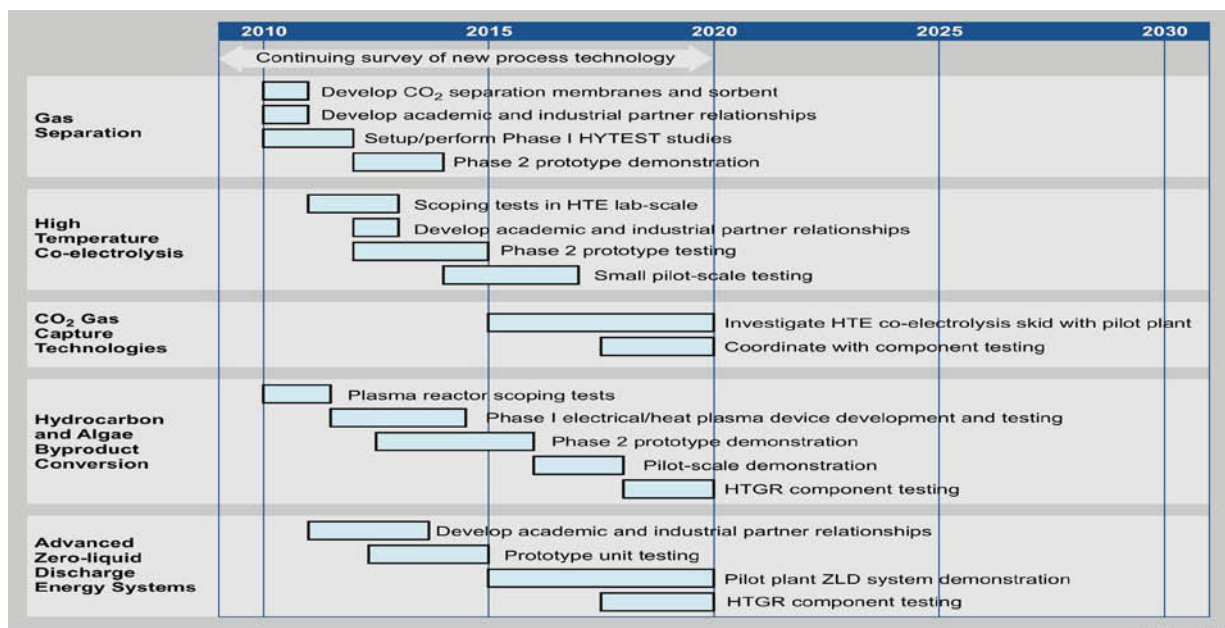 2010 2015 2020 2025 2030
Continuing survey of new process technology
Gas
Separation
Develop CO₂ separation membranes and sorbent
Develop academic and industrial partner relationships
Setup/perform Phase I HYTEST studies
Phase 2 prototype demonstration
High
Temperature
Co-electrolysis
Scoping tests in HTE lab-scale
Develop academic and industrial partner relationships
Phase 2 prototype testing
Small pilot-scale testing
CO₂ Gas
Capture
Technologies
Investigate HTE co-electrolysis skid with pilot plant
Coordinate with component testing
Hydrocarbon
and Algae
Byproduct
Conversion
Plasma reactor scoping tests
Phase I electrical/heat plasma device development and testing
Phase 2 prototype demonstration
Pilot-scale demonstration
HTGR component testing
Advanced
Zero-liquid
Discharge
Energy Systems
Develop academic and industrial partner relationships
Prototype unit testing
Pilot plant ZLD system demonstration
HTGR component testing